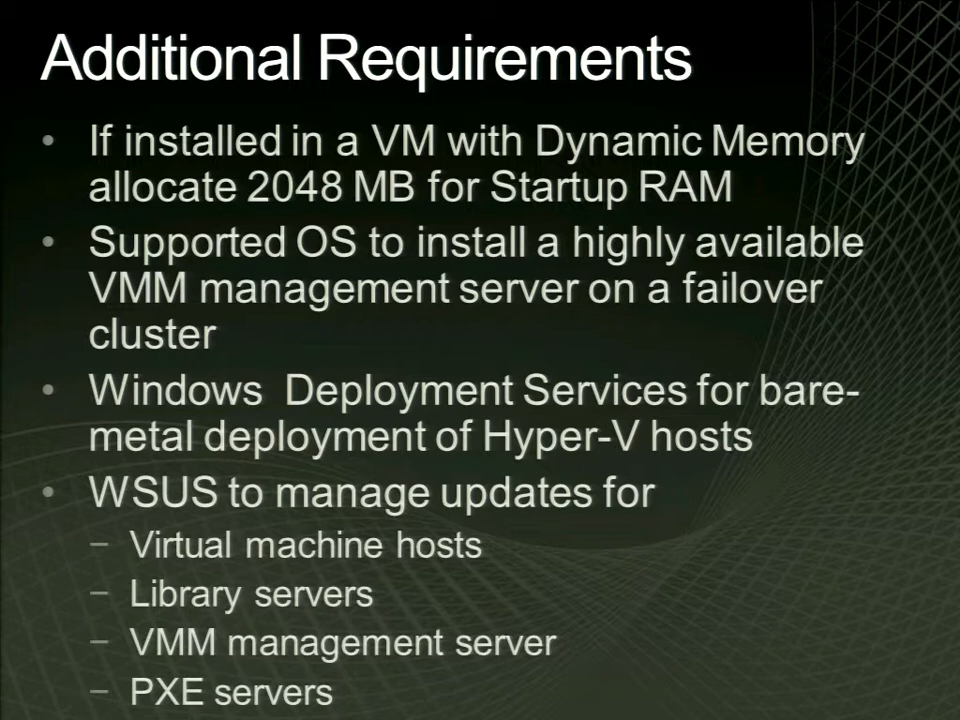 Additional Requirements
• If installed in a VM with Dynamic Memory
allocate 2048 MB for Startup RAM
• Supported OS to install a highly available
VMM management server on a failover
cluster
• Windows  Deployment Services for bare-
metal deployment of Hyper-V hosts
• WSUS to manage updates for
– Virtual machine hosts
– Library servers
– VMM management server
– PXE servers